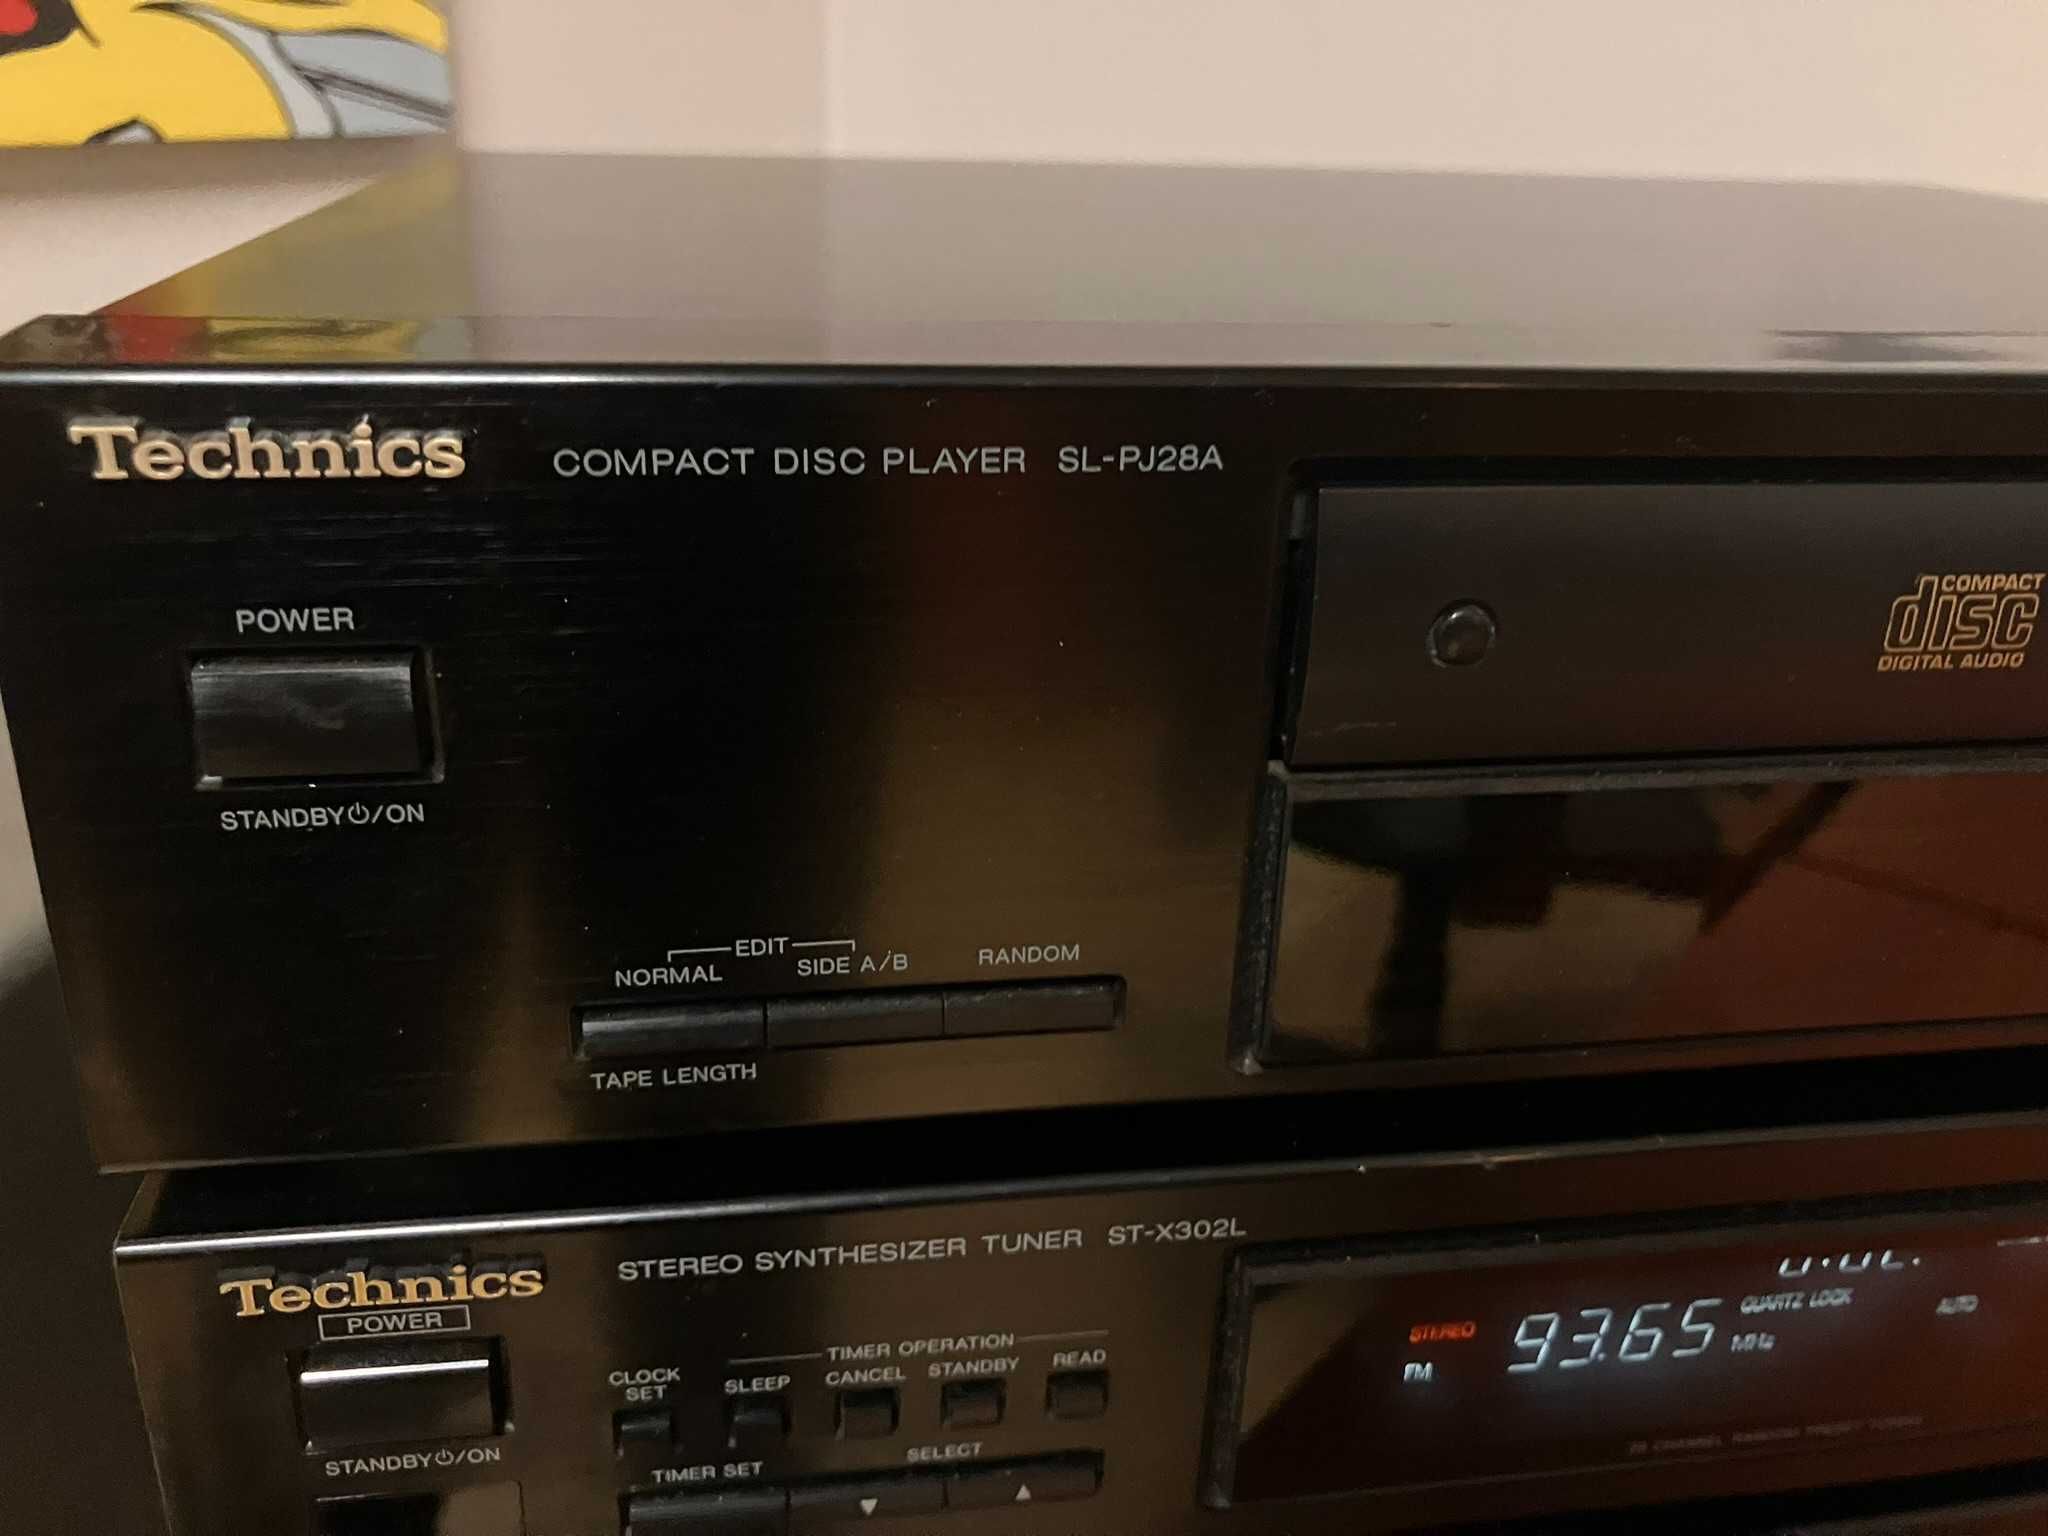 Technics
COMPACT DISC PLAYER SL-PJ28A
COMPACT
disc
DIGITAL AUDIO
POWER
STANDBY⏻/ON
EDIT
NORMAL SIDE A/B RANDOM
TAPE LENGTH
Technics
STEREO SYNTHESIZER TUNER ST-X302L
POWER
STANDBY⏻/ON
TIMER OPERATION
CLOCK SET SLEEP CANCEL STANDBY READ
TIMER SET SELECT
▼ ▲
QUARTZ LOCK AUTO
STEREO 93.65 MHz
FM